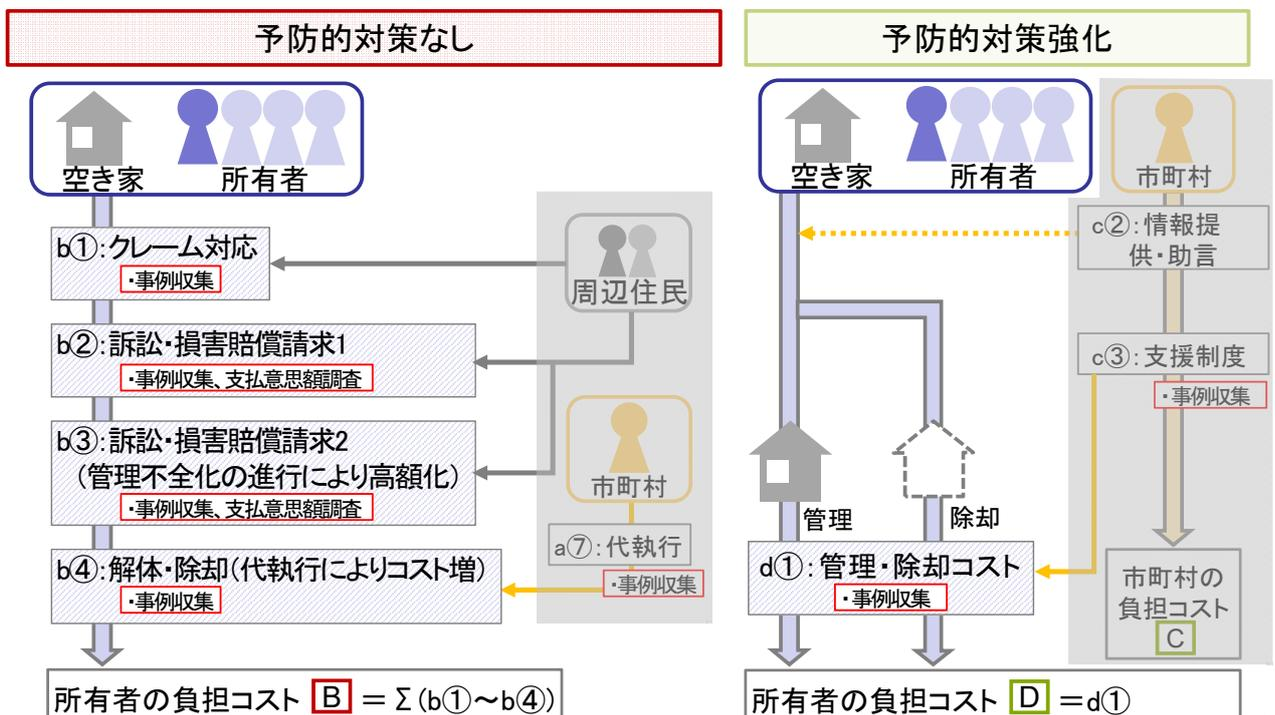 予防的対策なし
空き家
所有者
b①:クレーム対応
・事例収集
周辺住民
b②:訴訟・損害賠償請求1
・事例収集、支払意思額調査
b③:訴訟・損害賠償請求2
(管理不全化の進行により高額化)
・事例収集、支払意思額調査
市町村
a⑦:代執行
・事例収集
b④:解体・除却(代執行によりコスト増)
・事例収集
所有者の負担コスト B =Σ(b①~b④)
予防的対策強化
空き家
所有者
市町村
c②:情報提
供・助言
c③:支援制度
・事例収集
管理
除却
d①:管理・除却コスト
・事例収集
市町村の
負担コスト
C
所有者の負担コスト D =d①